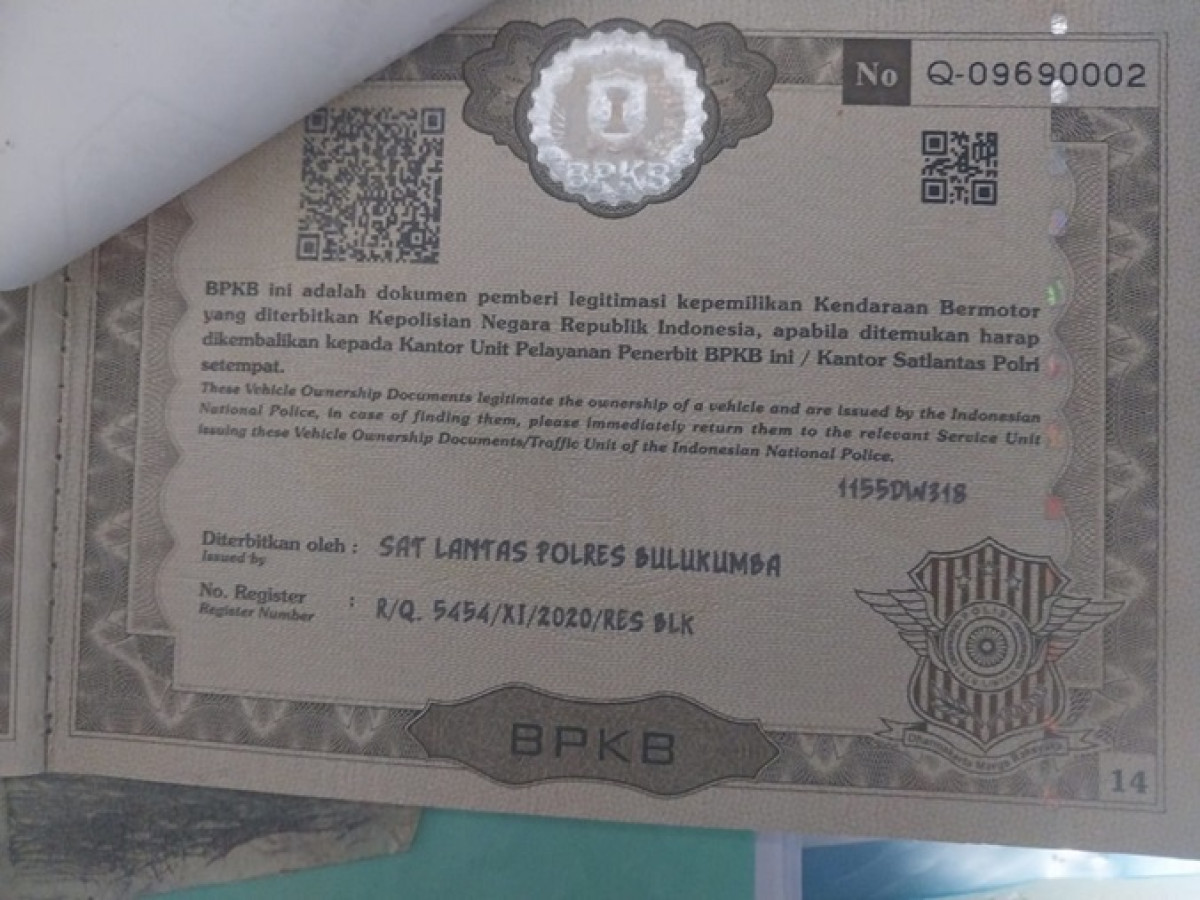 No Q-09690002
BPKB
BPKB ini adalah dokumen pemberi legitimasi kepemilikan Kendaraan Bermotor
yang diterbitkan Kepolisian Negara Republik Indonesia, apabila ditemukan harap
dikembalikan kepada Kantor Unit Pelayanan Penerbit BPKB ini / Kantor Satlantas Polri
setempat.
These Vehicle Ownership Documents legitimate the ownership of a vehicle and are issued by the Indonesian
National Police, in case of finding them, please immediately return them to the relevant Service Unit
issuing these Vehicle Ownership Documents/Traffic Unit of the Indonesian National Police.
1155DW318
Diterbitkan oleh : SAT LANTAS POLRES BULUKUMBA
Issued by
No. Register : R/Q. 5454/XI/2020/RES BLK
Register Number
BPKB
14